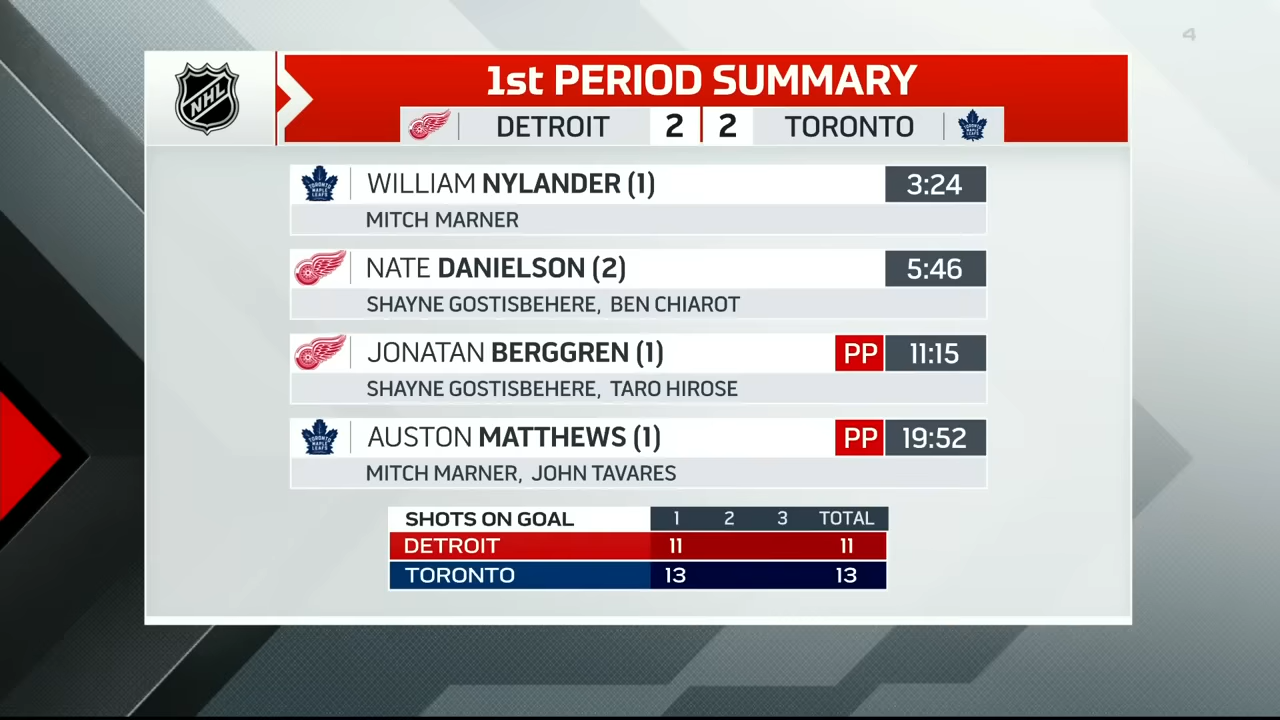 4
NHL
1st PERIOD SUMMARY
DETROIT 2 2 TORONTO
WILLIAM NYLANDER (1) 3:24
MITCH MARNER
NATE DANIELSON (2) 5:46
SHAYNE GOSTISBEHERE, BEN CHIAROT
JONATAN BERGGREN (1) PP 11:15
SHAYNE GOSTISBEHERE, TARO HIROSE
AUSTON MATTHEWS (1) PP 19:52
MITCH MARNER, JOHN TAVARES
SHOTS ON GOAL 1 2 3 TOTAL
DETROIT 11 11
TORONTO 13 13